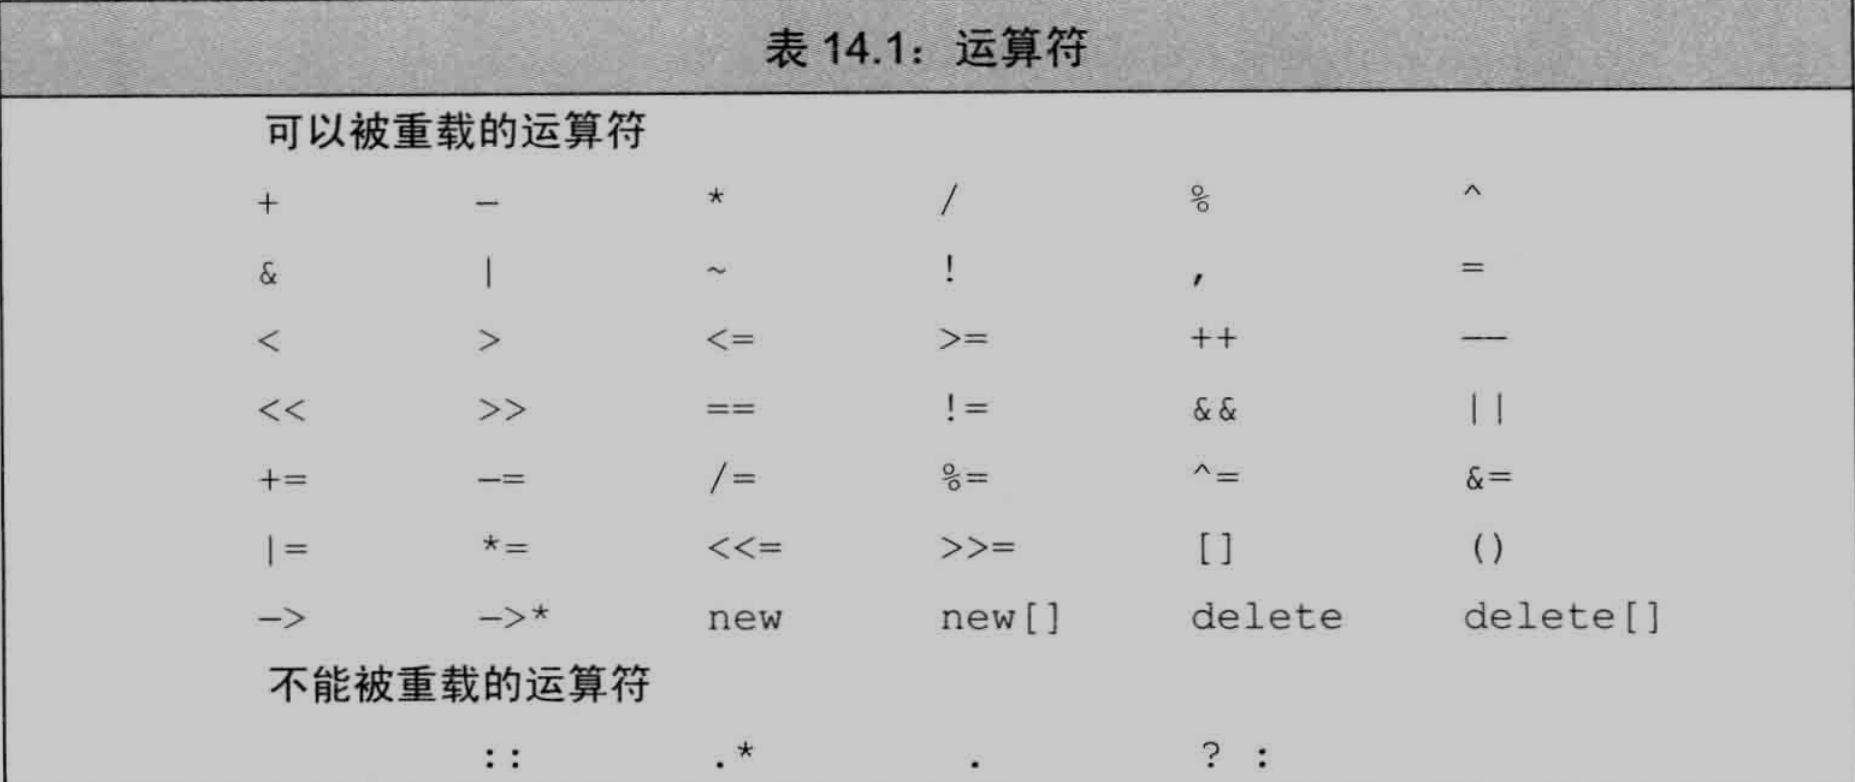 表 14.1：运算符
可以被重载的运算符
+ - * / % ^
& | ~ ! , =
< > <= >= ++ --
<< >> == != && ||
+= -= /= %= ^= &=
|= *= <<= >>= [] ()
-> ->* new new[] delete delete[]
不能被重载的运算符
:: .* . ? :